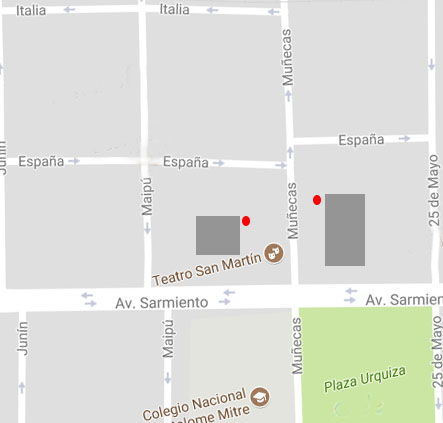 Italia
Italia
Muñecas
España
España
España
Junín
Maipú
Muñecas
25 de Mayo
Teatro San Martín
Av. Sarmiento
Av. Sarmien
Junín
Maipú
Muñecas
25 de Mayo
Plaza Urquiza
Colegio Nacional
olome Mitre